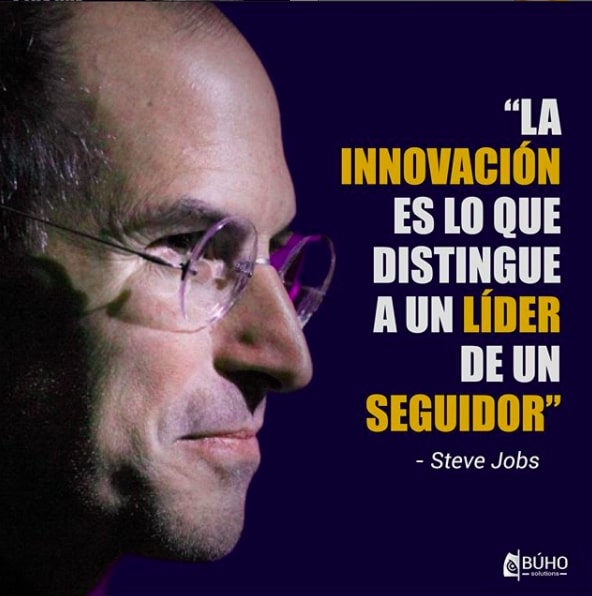 “LA
INNOVACIÓN
ES LO QUE
DISTINGUE
A UN LÍDER
DE UN
SEGUIDOR”
- Steve Jobs
BÚHO
solutions